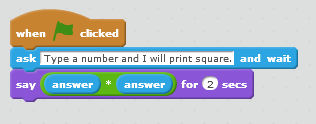 when clicked
ask Type a number and I will print square. and wait
say answer * answer for 2 secs